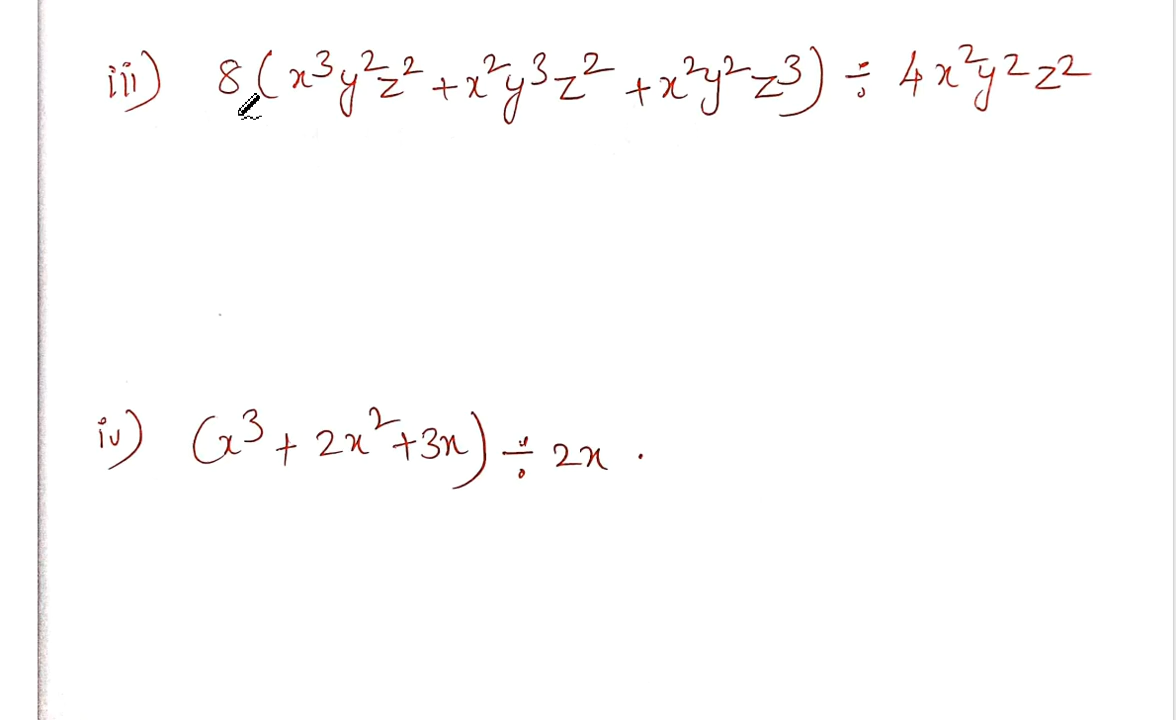 iii) 8(x³y²z² + x²y³z² + x²y²z³) ÷ 4x²y²z²
iv) (x³ + 2x² + 3x) ÷ 2x .